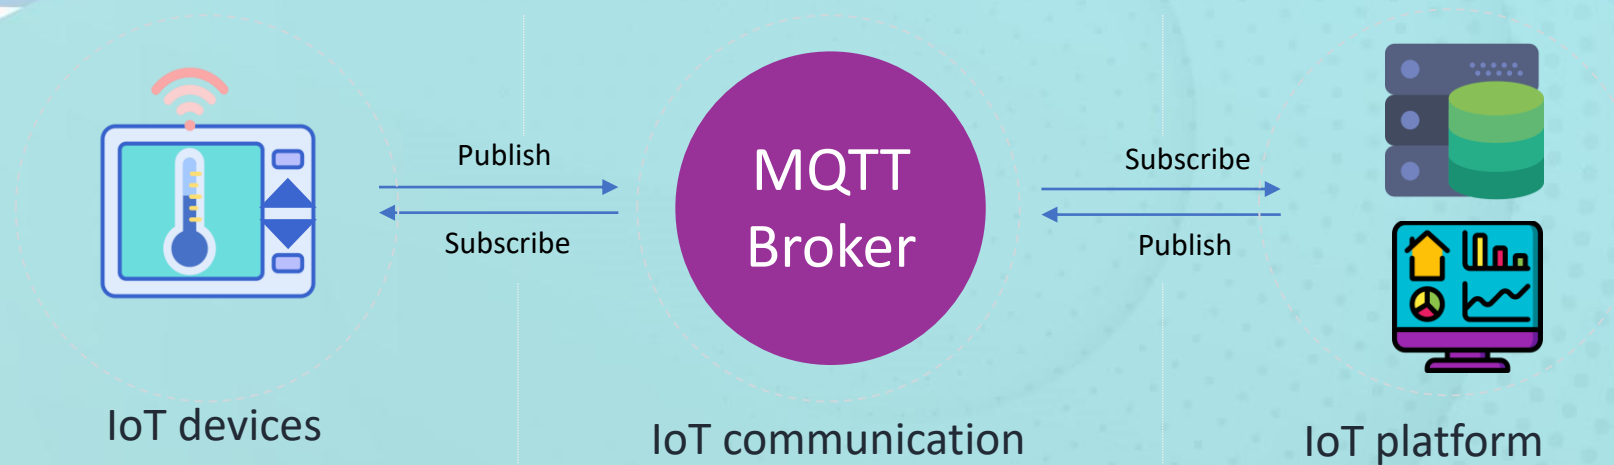 Publish
Subscribe
MQTT
Broker
Subscribe
Publish
IoT devices
IoT communication
IoT platform